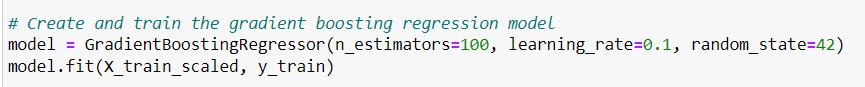 # Create and train the gradient boosting regression model
model = GradientBoostingRegressor(n_estimators=100, learning_rate=0.1, random_state=42)
model.fit(X_train_scaled, y_train)